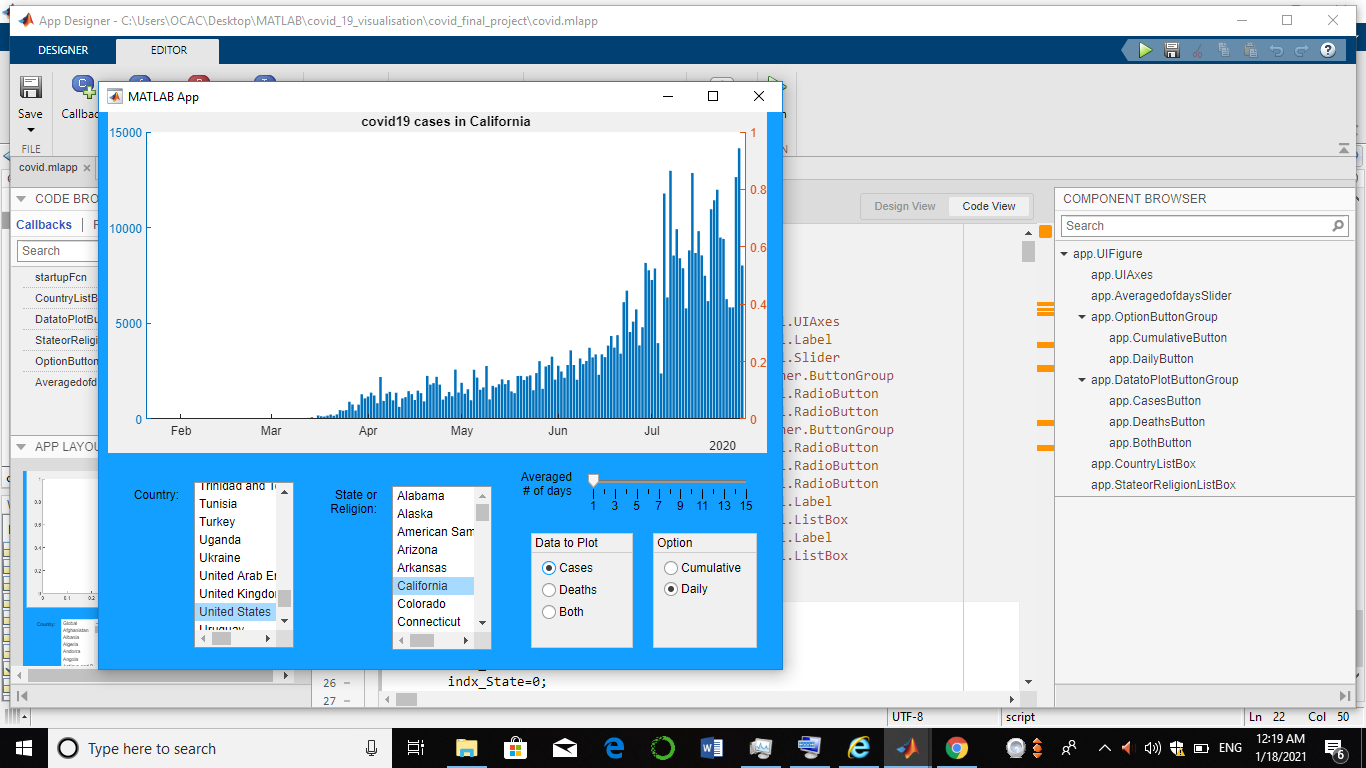 App Designer - C:\Users\OCAC\Desktop\MATLAB\covid_19_visualisation\covid_final_project\covid.mlapp
DESIGNER
EDITOR
Save
Callbac
FILE
MATLAB App
covid19 cases in California
15000
10000
5000
0
1
0.8
0.6
0.4
0.2
0
Feb
Mar
Apr
May
Jun
Jul
2020
covid.mlapp
CODE BRO
Callbacks
Search
startupFcn
CountryListB
DatatoPlotBu
StateorReligi
OptionButton
Averagedofd
APP LAYOU
Country:
Global
Afghanistan
Albania
Algeria
Andorra
Angola
Country:
Trinidad and To
Tunisia
Turkey
Uganda
Ukraine
United Arab Er
United Kingdo
United States
Uruguay
State or
Religion:
Alabama
Alaska
American Sam
Arizona
Arkansas
California
Colorado
Connecticut
Averaged
# of days
1 3 5 7 9 11 13 15
Data to Plot
Cases
Deaths
Both
Option
Cumulative
Daily
Design View
Code View
.UIAxes
.Label
.Slider
ner.ButtonGroup
.RadioButton
.RadioButton
ner.ButtonGroup
.RadioButton
.RadioButton
.RadioButton
.Label
.ListBox
.Label
.ListBox
26 –
indx_State=0;
27 –
COMPONENT BROWSER
Search
app.UIFigure
app.UIAxes
app.AveragedofdaysSlider
app.OptionButtonGroup
app.CumulativeButton
app.DailyButton
app.DatatoPlotButtonGroup
app.CasesButton
app.DeathsButton
app.BothButton
app.CountryListBox
app.StateorReligionListBox
UTF-8
script
Ln 22 Col 50
Type here to search
ENG
12:19 AM
1/18/2021
6